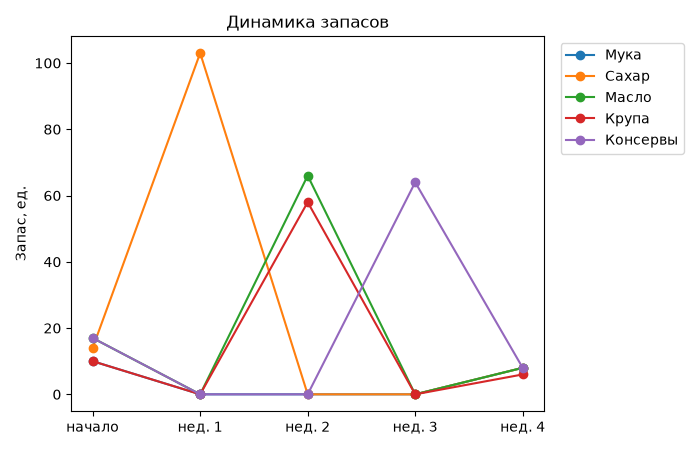 Динамика запасов
Запас, ед.
100
80
60
40
20
0
начало нед. 1 нед. 2 нед. 3 нед. 4
Мука
Сахар
Масло
Крупа
Консервы